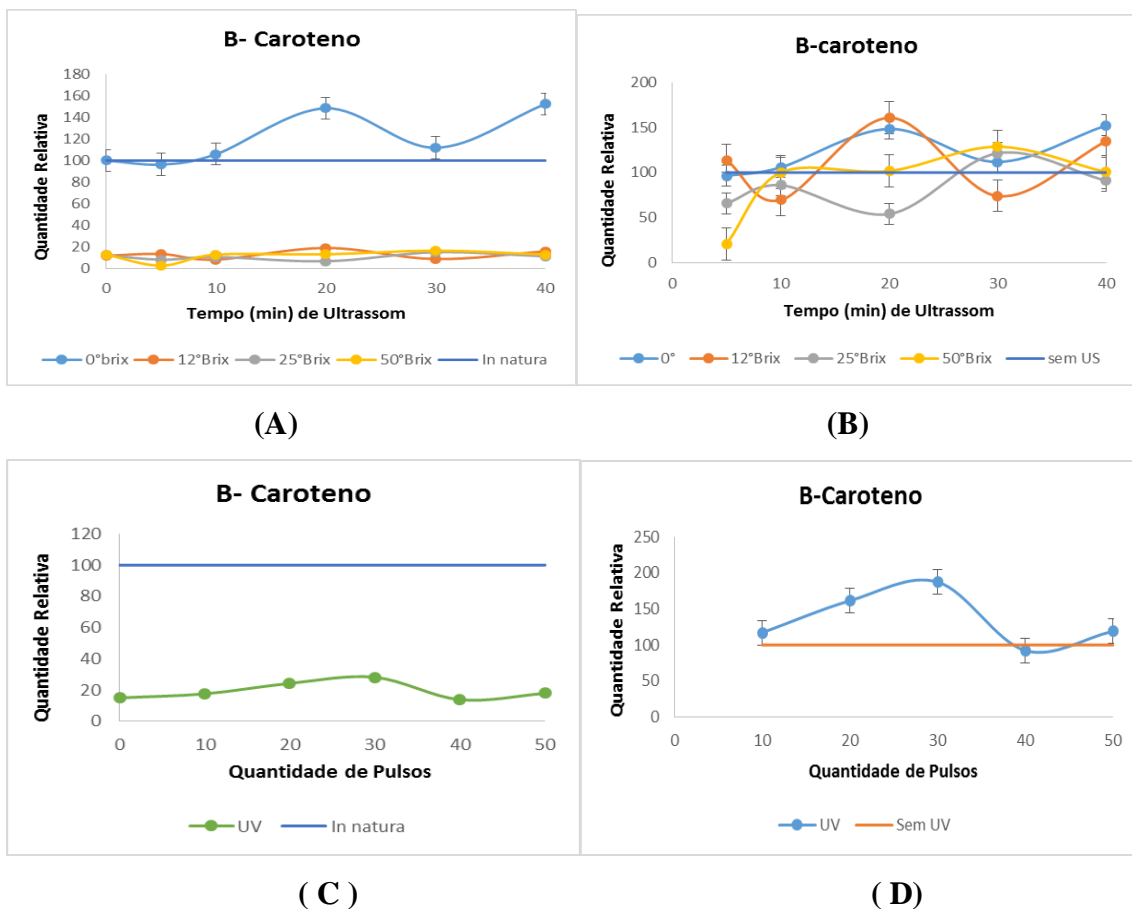 B- Caroteno
Quantidade Relativa
180
160
140
120
100
80
60
40
20
0
0 10 20 30 40
Tempo (min) de Ultrassom
0°brix 12°Brix 25°Brix 50°Brix In natura
(A)
B-caroteno
Quantidade Relativa
200
150
100
50
0
0 10 20 30 40
Tempo (min) de Ultrassom
0° 12°Brix 25°Brix 50°Brix sem US
(B)
B- Caroteno
Quantidade Relativa
120
100
80
60
40
20
0
0 10 20 30 40 50
Quantidade de Pulsos
UV In natura
( C )
B-Caroteno
Quantidade Relativa
250
200
150
100
50
0
0 10 20 30 40 50
Quantidade de Pulsos
UV Sem UV
( D)